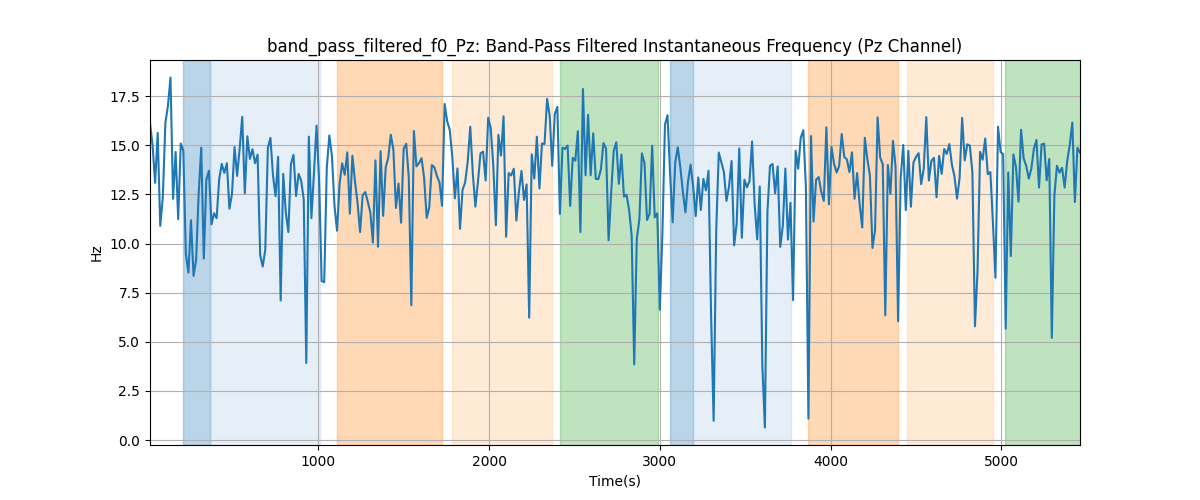 band_pass_filtered_f0_Pz: Band-Pass Filtered Instantaneous Frequency (Pz Channel)
17.5
15.0
12.5
10.0
7.5
5.0
2.5
0.0
Hz
1000 2000 3000 4000 5000
Time(s)